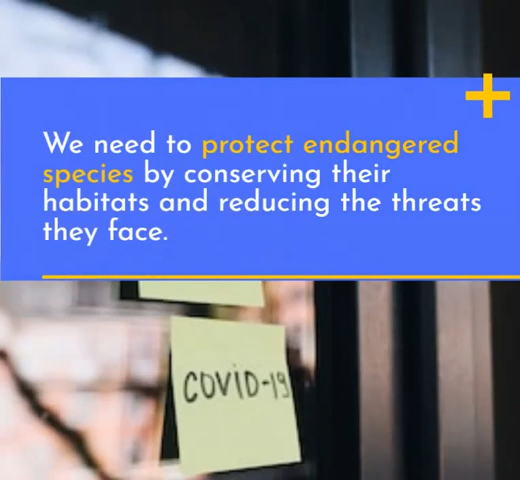 We need to protect endangered
species by conserving their
habitats and reducing the threats
they face.
COVID-19